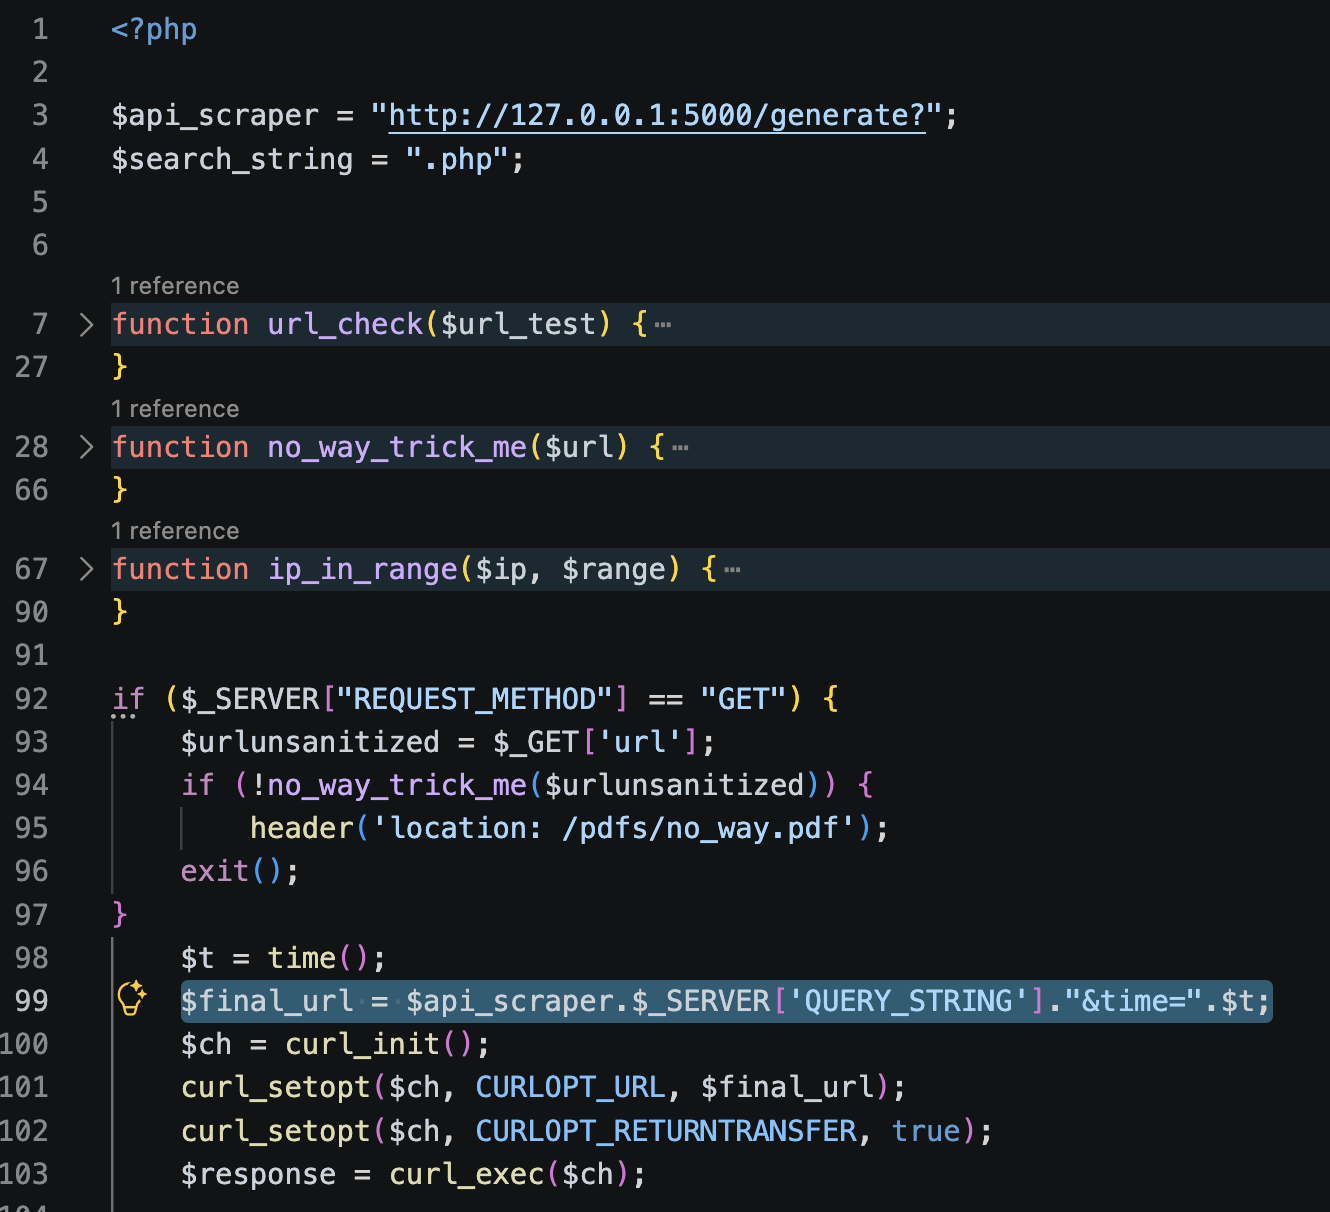 1 <?php
2
3 $api_scraper = "http://127.0.0.1:5000/generate?";
4 $search_string = ".php";
5
6
1 reference
7 function url_check($url_test) { ⋯
27 }
1 reference
28 function no_way_trick_me($url) { ⋯
66 }
1 reference
67 function ip_in_range($ip, $range) { ⋯
90 }
91
92 if ($_SERVER["REQUEST_METHOD"] == "GET") {
93 $urlunsanitized = $_GET['url'];
94 if (!no_way_trick_me($urlunsanitized)) {
95 header('location: /pdfs/no_way.pdf');
96 exit();
97 }
98 $t = time();
99 $final_url = $api_scraper.$_SERVER['QUERY_STRING']."&time=".$t;
100 $ch = curl_init();
101 curl_setopt($ch, CURLOPT_URL, $final_url);
102 curl_setopt($ch, CURLOPT_RETURNTRANSFER, true);
103 $response = curl_exec($ch);